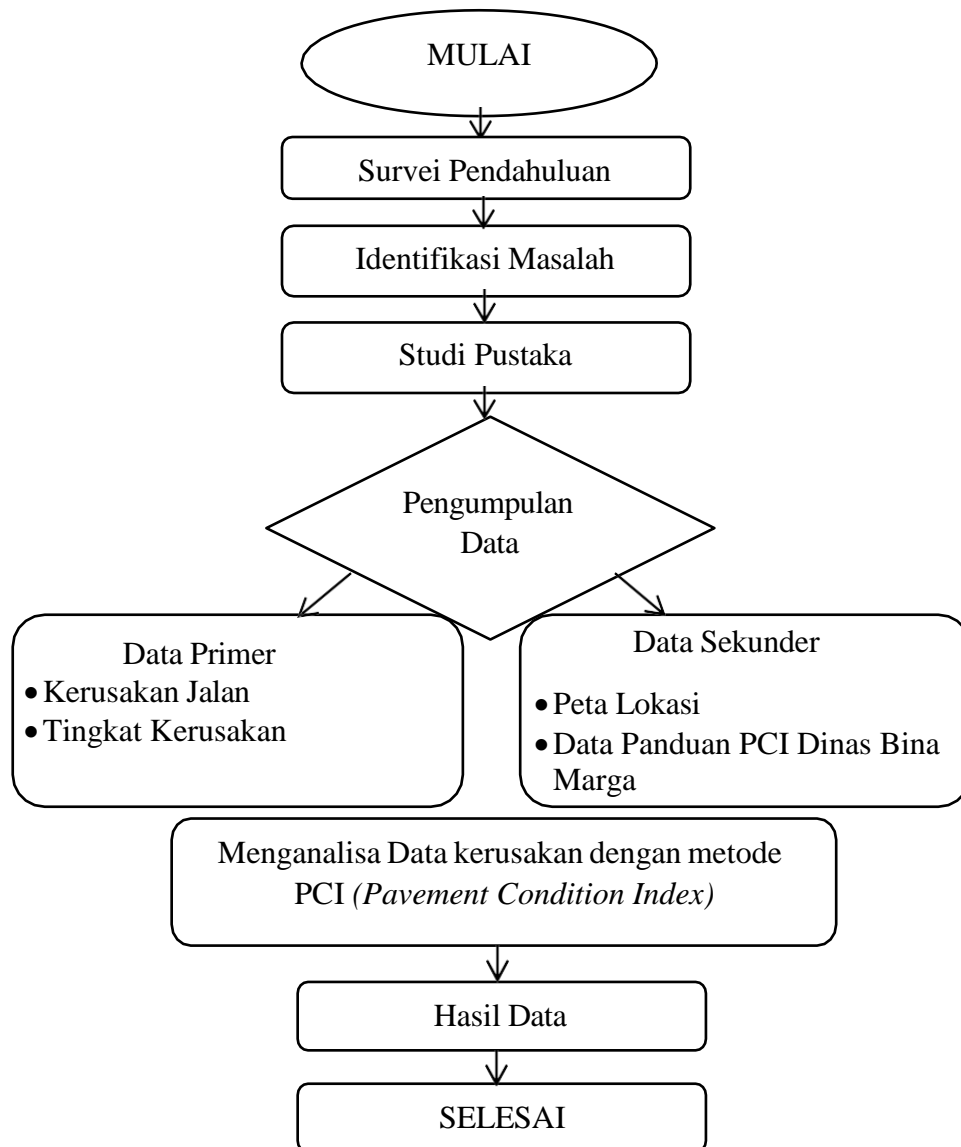 MULAI
Survei Pendahuluan
Identifikasi Masalah
Studi Pustaka
Pengumpulan
Data
Data Primer
• Kerusakan Jalan
• Tingkat Kerusakan
Data Sekunder
• Peta Lokasi
• Data Panduan PCI Dinas Bina
Marga
Menganalisa Data kerusakan dengan metode
PCI (Pavement Condition Index)
Hasil Data
SELESAI